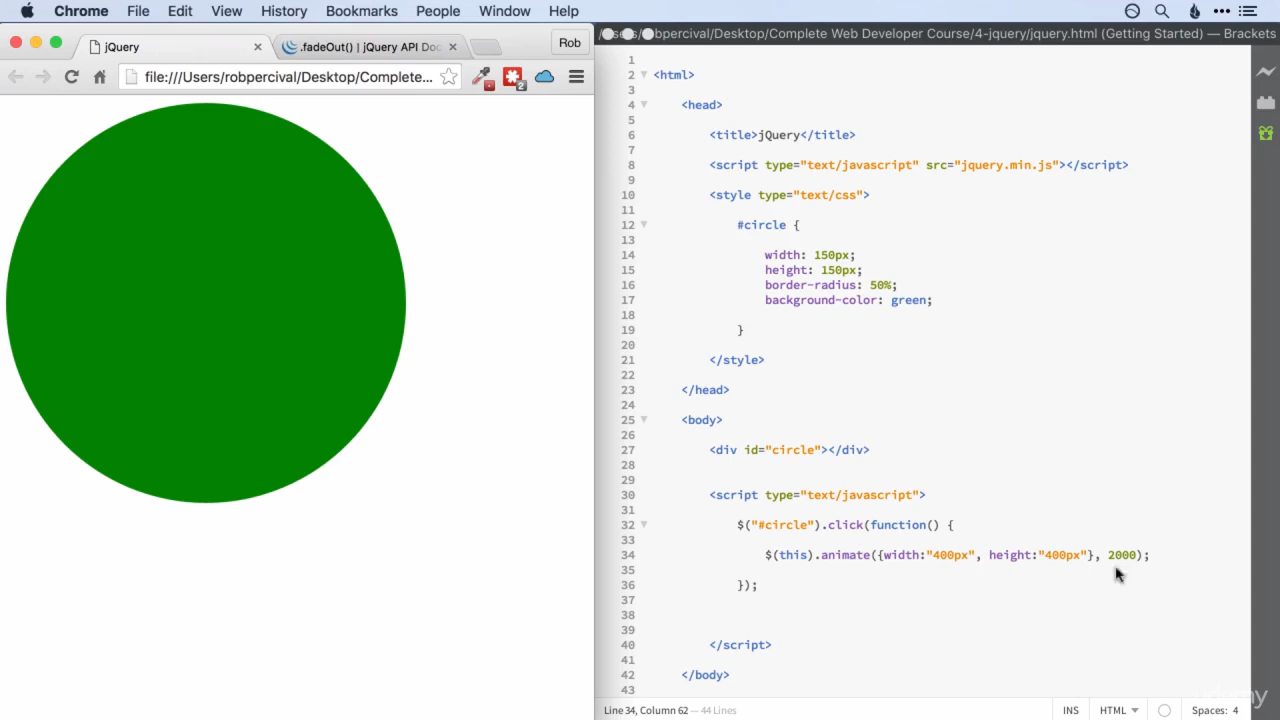 Chrome File Edit View History Bookmarks People Window Help
jQuery
.fadeOut() | jQuery API Doc
Rob
file:///Users/robpercival/Desktop/Complete...
2
/Users/robpercival/Desktop/Complete Web Developer Course/4-jquery/jquery.html (Getting Started) — Brackets
1
2 <html>
3
4 <head>
5
6 <title>jQuery</title>
7
8 <script type="text/javascript" src="jquery.min.js"></script>
9
10 <style type="text/css">
11
12 #circle {
13
14 width: 150px;
15 height: 150px;
16 border-radius: 50%;
17 background-color: green;
18
19 }
20
21 </style>
22
23 </head>
24
25 <body>
26
27 <div id="circle"></div>
28
29
30 <script type="text/javascript">
31
32 $("#circle").click(function() {
33
34 $(this).animate({width:"400px", height:"400px"}, 2000);
35
36 });
37
38
39
40 </script>
41
42 </body>
43
Line 34, Column 62 — 44 Lines
INS
HTML
Spaces: 4
udemy